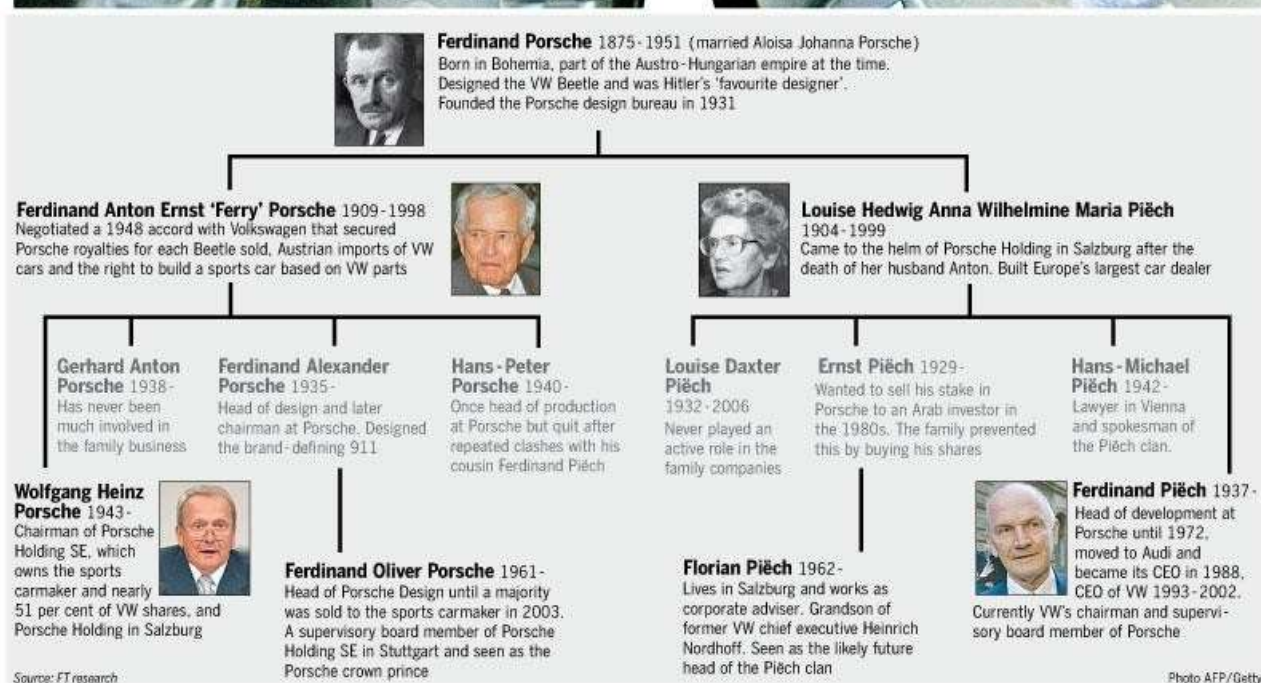 Ferdinand Porsche 1875-1951 (married Aloisa Johanna Porsche)
Born in Bohemia, part of the Austro-Hungarian empire at the time.
Designed the VW Beetle and was Hitler's 'favourite designer'.
Founded the Porsche design bureau in 1931
Ferdinand Anton Ernst 'Ferry' Porsche 1909-1998
Negotiated a 1948 accord with Volkswagen that secured
Porsche royalties for each Beetle sold, Austrian imports of VW
cars and the right to build a sports car based on VW parts
Louise Hedwig Anna Wilhelmine Maria Piëch
1904-1999
Came to the helm of Porsche Holding in Salzburg after the
death of her husband Anton. Built Europe's largest car dealer
Gerhard Anton
Porsche 1938-
Has never been
much involved in
the family business
Ferdinand Alexander
Porsche 1935-
Head of design and later
chairman at Porsche. Designed
the brand-defining 911
Hans-Peter
Porsche 1940-
Once head of production
at Porsche but quit after
repeated clashes with his
cousin Ferdinand Piëch
Louise Daxter
Piëch
1932-2006
Never played an
active role in the
family companies
Ernst Piëch 1929-
Wanted to sell his stake in
Porsche to an Arab investor in
the 1980s. The family prevented
this by buying his shares
Hans-Michael
Piëch 1942-
Lawyer in Vienna
and spokesman of
the Piëch clan.
Wolfgang Heinz
Porsche 1943-
Chairman of Porsche
Holding SE, which
owns the sports
carmaker and nearly
51 per cent of VW shares, and
Porsche Holding in Salzburg
Ferdinand Oliver Porsche 1961-
Head of Porsche Design until a majority
was sold to the sports carmaker in 2003.
A supervisory board member of Porsche
Holding SE in Stuttgart and seen as the
Porsche crown prince
Florian Piëch 1962-
Lives in Salzburg and works as
corporate adviser. Grandson of
former VW chief executive Heinrich
Nordhoff. Seen as the likely future
head of the Piëch clan
Ferdinand Piëch 1937-
Head of development at
Porsche until 1972,
moved to Audi and
became its CEO in 1988.
CEO of VW 1993-2002.
Currently VW's chairman and supervi-
sory board member of Porsche
Source: FT research
Photo AFP/Getty